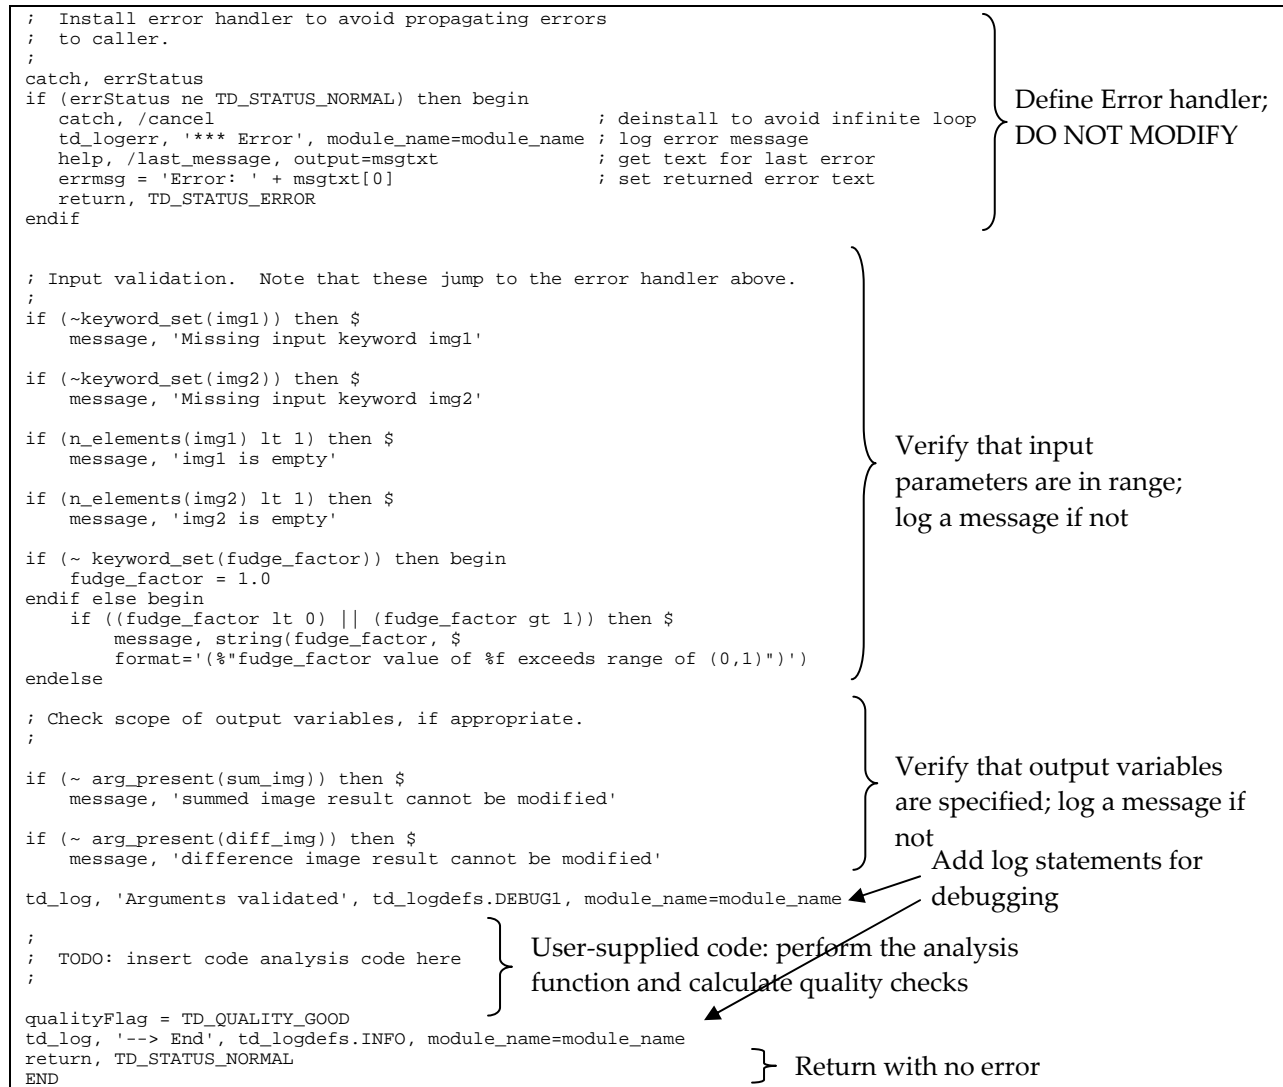 ;  Install error handler to avoid propagating errors
;  to caller.
;
catch, errStatus
if (errStatus ne TD_STATUS_NORMAL) then begin
   catch, /cancel                                    ; deinstall to avoid infinite loop
   td_logerr, '*** Error', module_name=module_name ; log error message
   help, /last_message, output=msgtxt                ; get text for last error
   errmsg = 'Error: ' + msgtxt[0]                    ; set returned error text
   return, TD_STATUS_ERROR
endif
Define Error handler;
DO NOT MODIFY
; Input validation.  Note that these jump to the error handler above.
;
if (~keyword_set(img1)) then $
    message, 'Missing input keyword img1'
if (~keyword_set(img2)) then $
    message, 'Missing input keyword img2'
if (n_elements(img1) lt 1) then $
    message, 'img1 is empty'
if (n_elements(img2) lt 1) then $
    message, 'img2 is empty'
if (~ keyword_set(fudge_factor)) then begin
    fudge_factor = 1.0
endif else begin
    if ((fudge_factor lt 0) || (fudge_factor gt 1)) then $
        message, string(fudge_factor, $
        format='(%"fudge_factor value of %f exceeds range of (0,1)")')
endelse
Verify that input
parameters are in range;
log a message if not
; Check scope of output variables, if appropriate.
;
if (~ arg_present(sum_img)) then $
    message, 'summed image result cannot be modified'
if (~ arg_present(diff_img)) then $
    message, 'difference image result cannot be modified'
Verify that output variables
are specified; log a message if
not
td_log, 'Arguments validated', td_logdefs.DEBUG1, module_name=module_name
Add log statements for
debugging
;
;  TODO: insert code analysis code here
;
User-supplied code: perform the analysis
function and calculate quality checks
qualityFlag = TD_QUALITY_GOOD
td_log, '--> End', td_logdefs.INFO, module_name=module_name
return, TD_STATUS_NORMAL
END
Return with no error